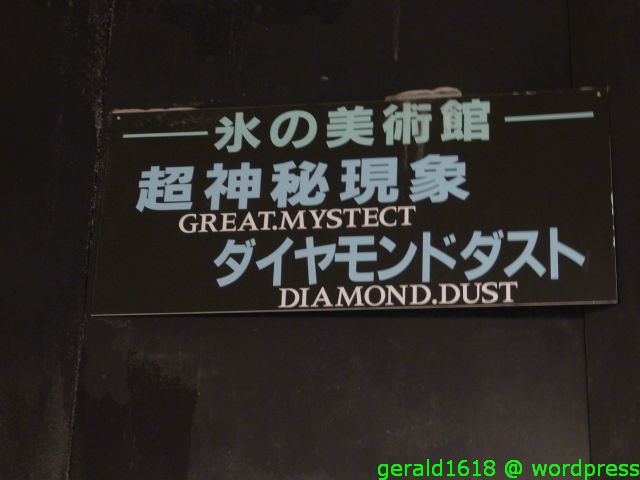 氷の美術館
超神秘現象
GREAT.MYSTECT
ダイヤモンドダスト
DIAMOND.DUST
gerald1618 @ wordpress